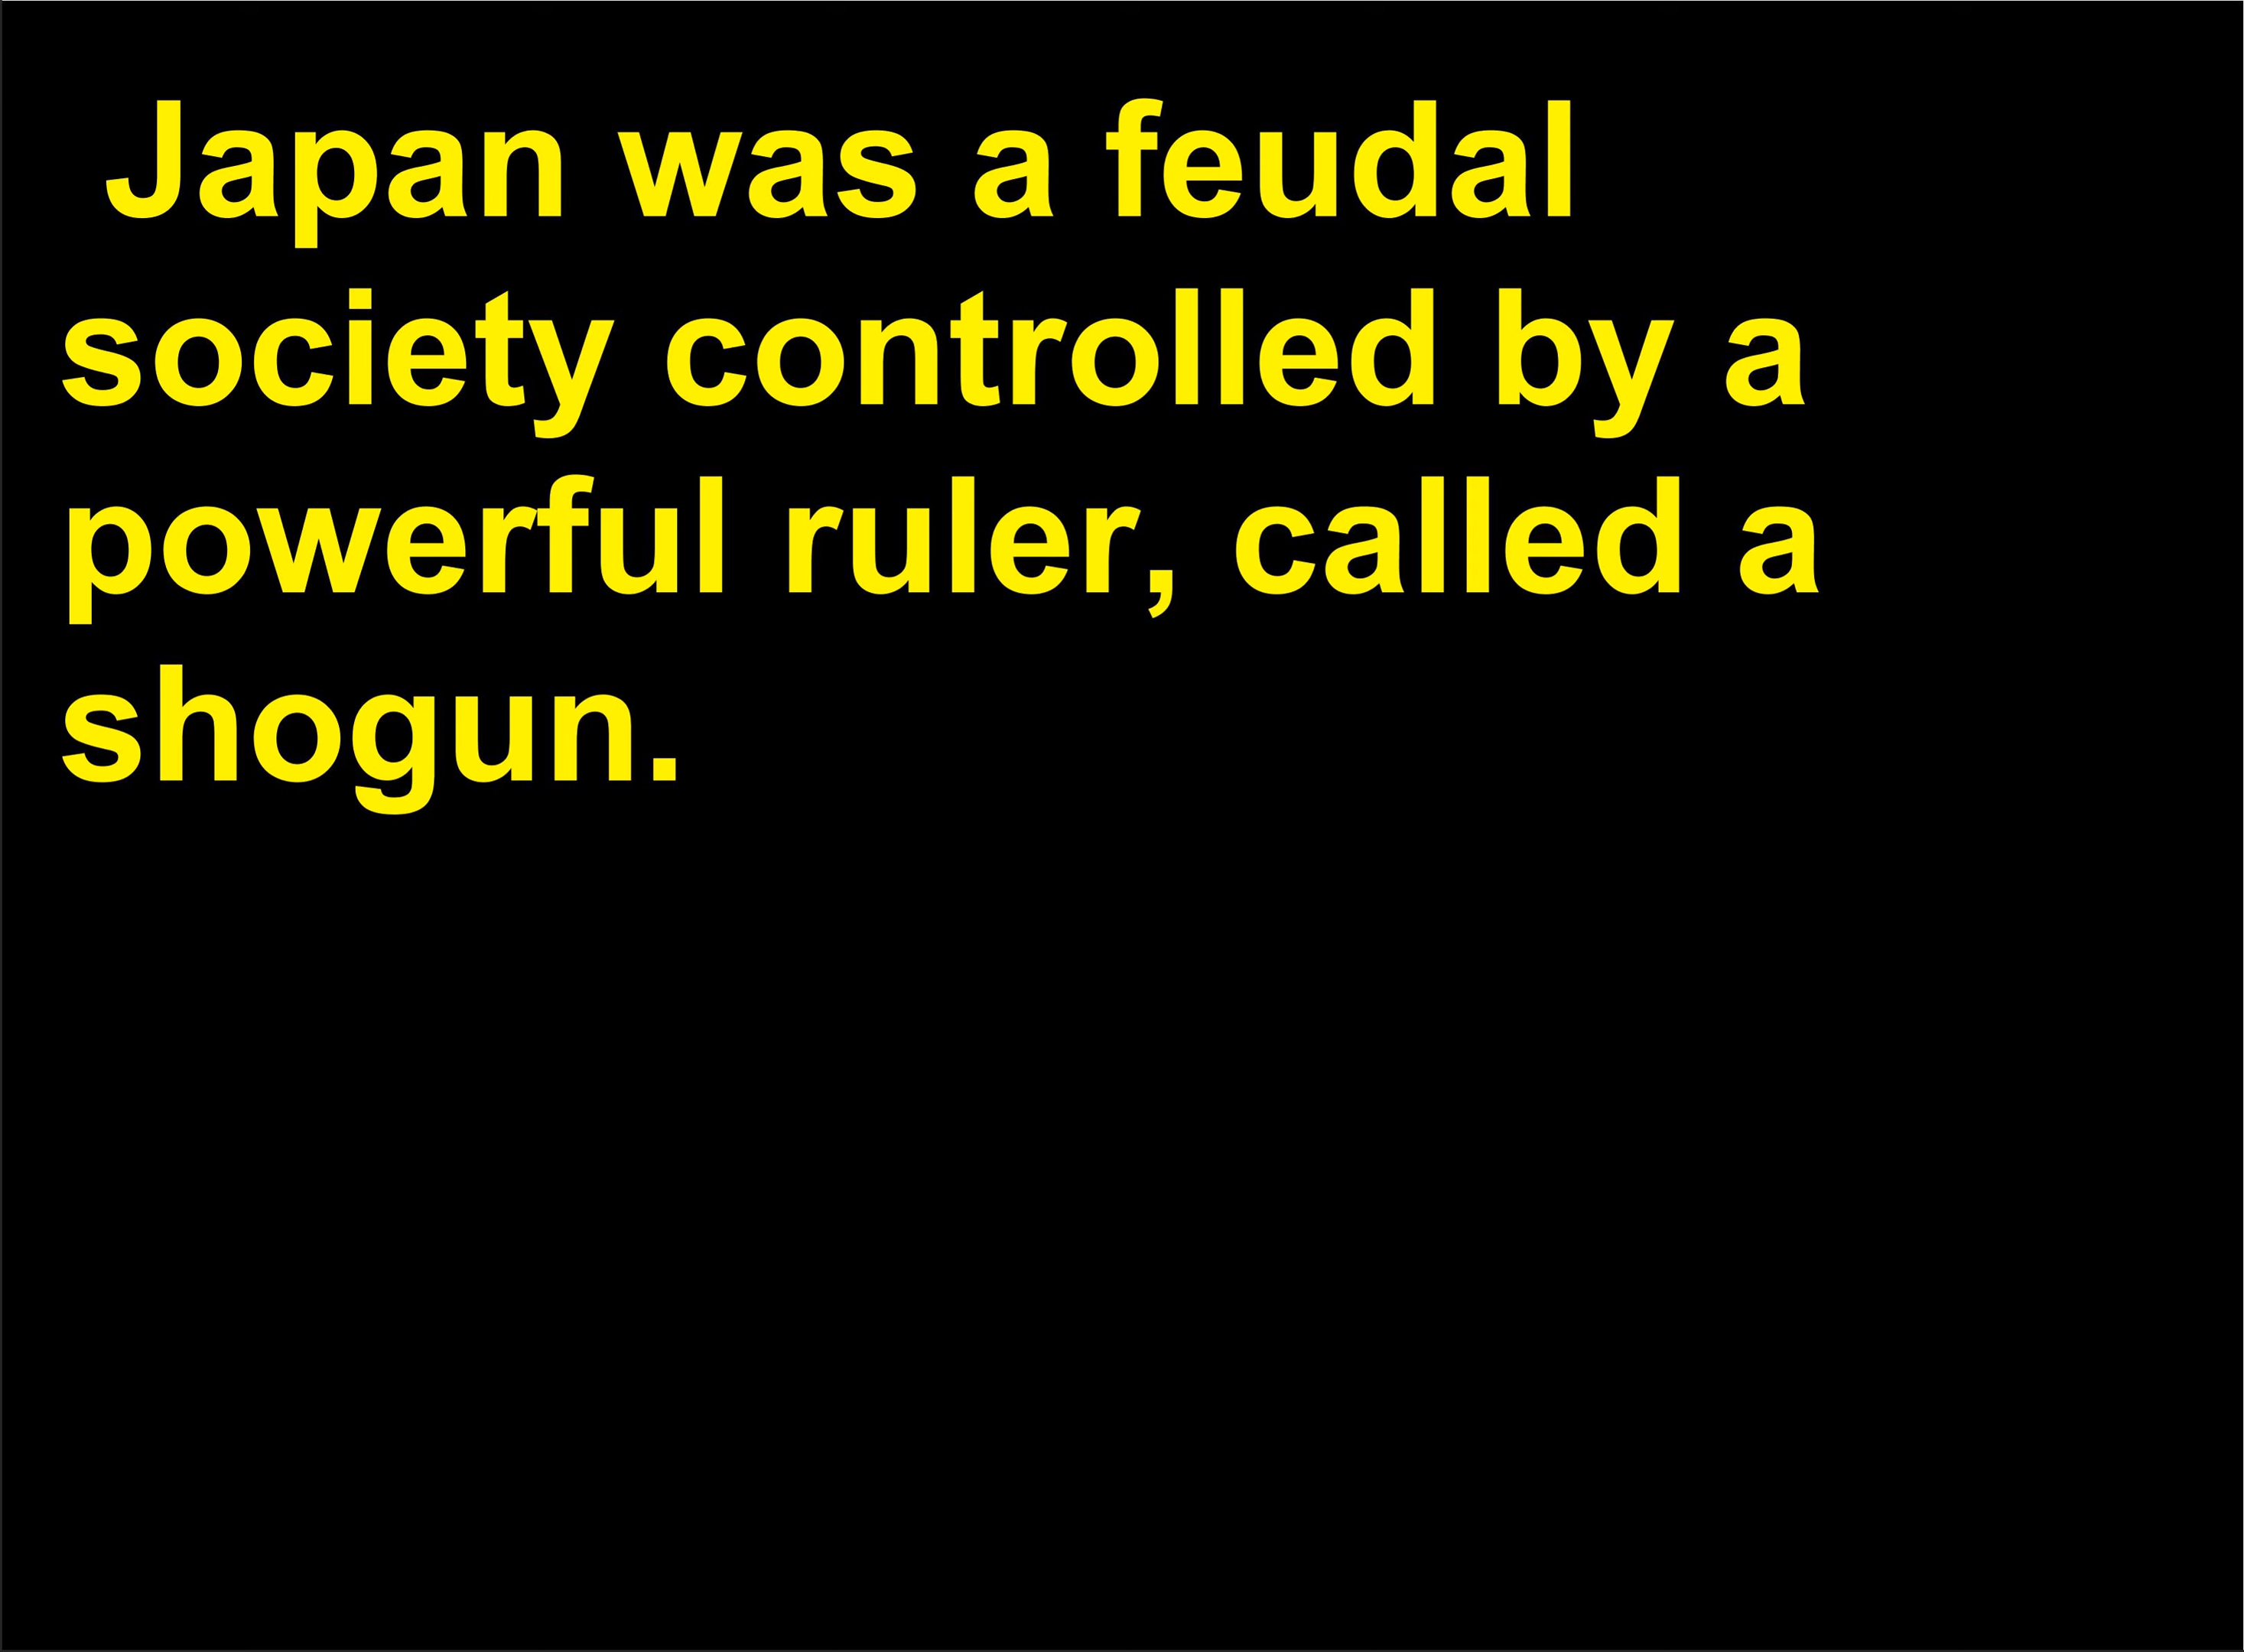 Japan was a feudal
society controlled by a
powerful ruler, called a
shogun.